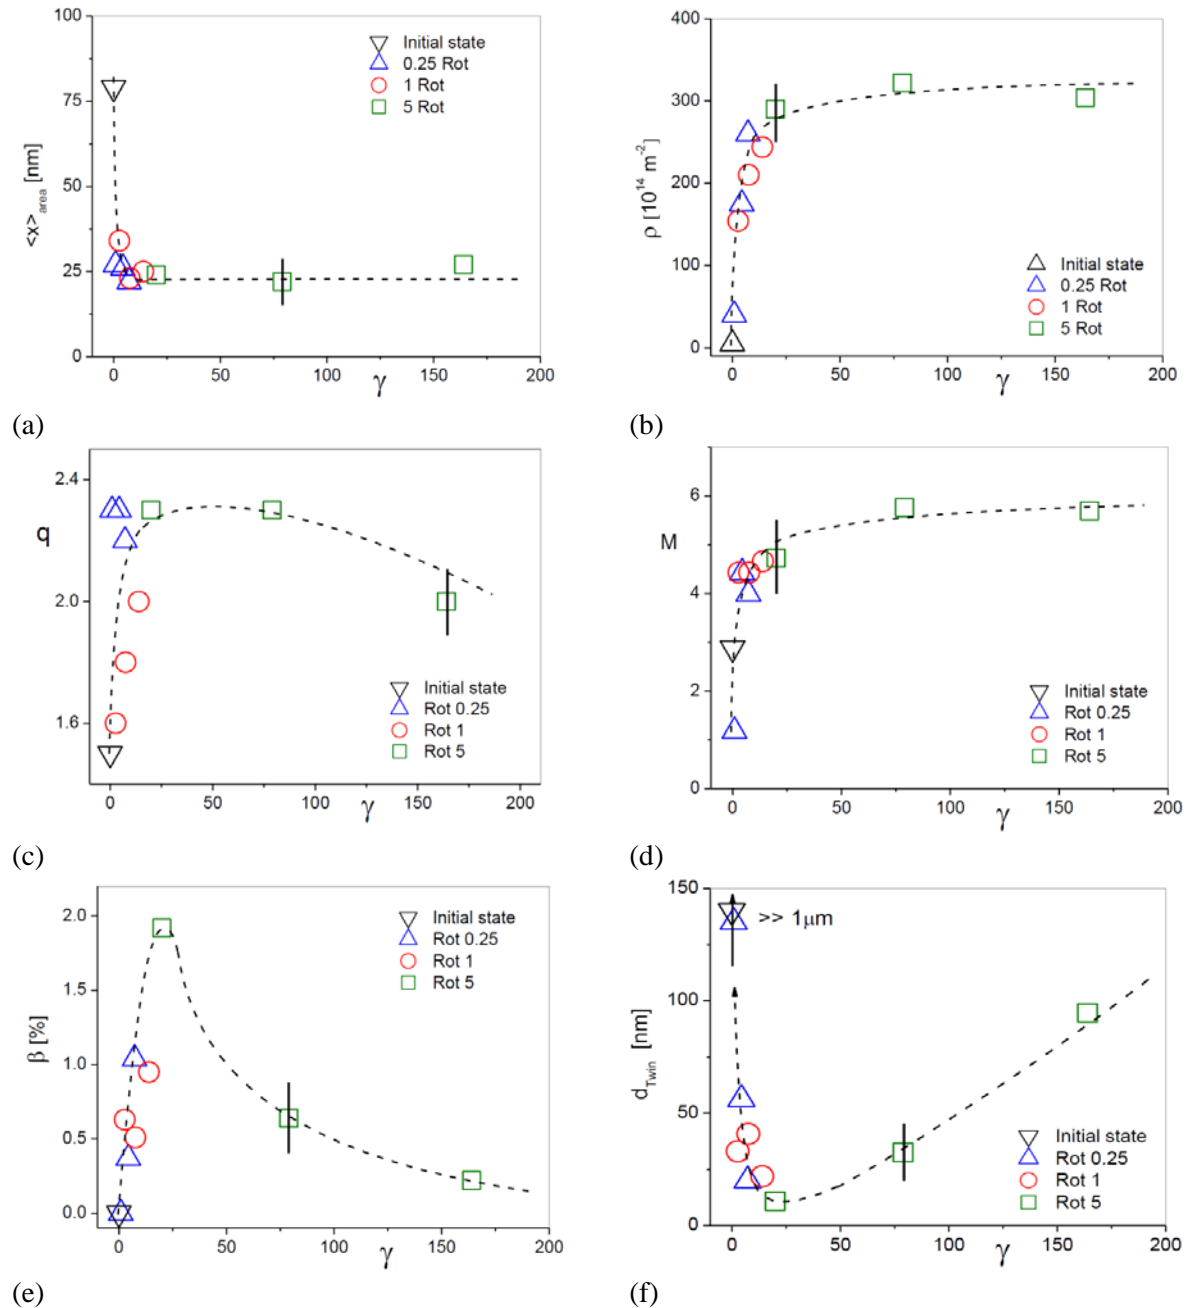 100
75
50
25
0
<x>area [nm]
Initial state
0.25 Rot
1 Rot
5 Rot
0 50 100 150 200
γ
(a)
400
300
200
100
0
ρ [10¹⁴ m⁻²]
Initial state
0.25 Rot
1 Rot
5 Rot
0 50 100 150 200
γ
(b)
2.4
2.0
1.6
q
Initial state
Rot 0.25
Rot 1
Rot 5
0 50 100 150 200
γ
(c)
6
4
2
0
M
Initial state
Rot 0.25
Rot 1
Rot 5
0 50 100 150 200
γ
(d)
2.0
1.5
1.0
0.5
0.0
β [%]
Initial state
Rot 0.25
Rot 1
Rot 5
0 50 100 150 200
γ
(e)
150
100
50
0
dTwin [nm]
>> 1μm
Initial state
Rot 0.25
Rot 1
Rot 5
0 50 100 150 200
γ
(f)